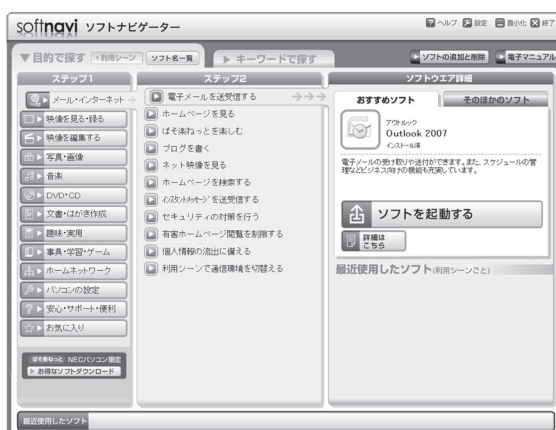 softnavi ソフトナビゲーター
ヘルプ 設定 最小化 終了
▼目的で探す ▶利用シーン ソフト名一覧 ▶ キーワードで探す ソフトの追加と削除 電子マニュアル
ステップ1
メール・インターネット
映像を見る・録る
映像を編集する
写真・画像
音楽
DVD・CD
文書・はがき作成
趣味・実用
事典・学習・ゲーム
ホームネットワーク
パソコンの設定
安心・サポート・便利
お気に入り
ぱそ楽ねっと NECパソコン限定
▶お得なソフトダウンロード
ステップ2
電子メールを送受信する
ホームページを見る
ぱそ楽ねっとを楽しむ
ブログを書く
ネット映像を見る
ホームページを検索する
インスタントメッセージを送受信する
セキュリティの対策を行う
有害ホームページ閲覧を制限する
個人情報の流出に備える
利用シーンで通信環境を切替える
ソフトウエア詳細
おすすめソフト そのほかのソフト
アウトルック
Outlook 2007
インストール済
電子メールの受け取りや送付ができます。また、スケジュールの管
理などビジネス向けの機能も充実しています。
ソフトを起動する
詳細は
こちら
最近使用したソフト(利用シーンごと)
最近使用したソフト